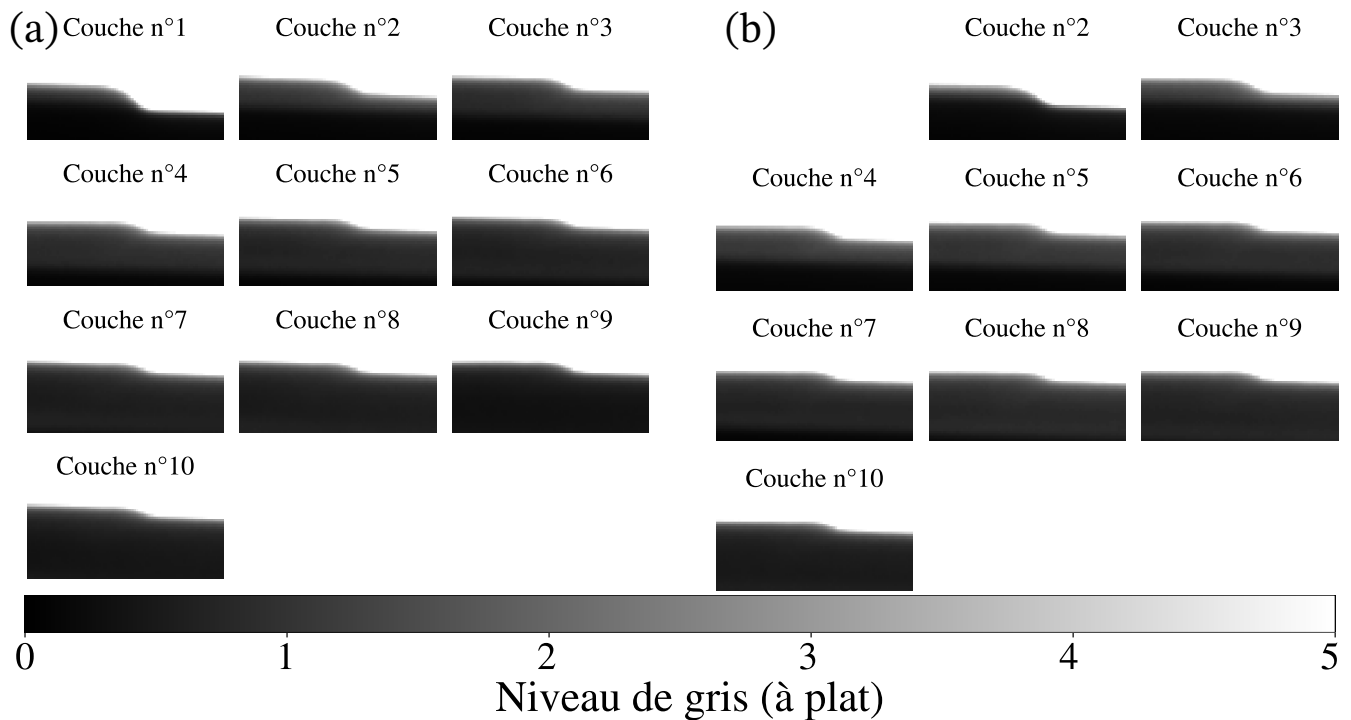 (a) Couche n°1 Couche n°2 Couche n°3
Couche n°4 Couche n°5 Couche n°6
Couche n°7 Couche n°8 Couche n°9
Couche n°10
(b) Couche n°2 Couche n°3
Couche n°4 Couche n°5 Couche n°6
Couche n°7 Couche n°8 Couche n°9
Couche n°10
0 1 2 3 4 5
Niveau de gris (à plat)